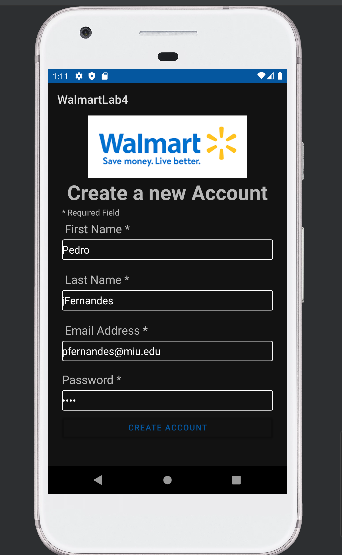 1:11
WalmartLab4
Walmart
Save money. Live better.
Create a new Account
* Required Field
First Name *
Pedro
Last Name *
Fernandes
Email Address *
pfernandes@miu.edu
Password *
••••
CREATE ACCOUNT